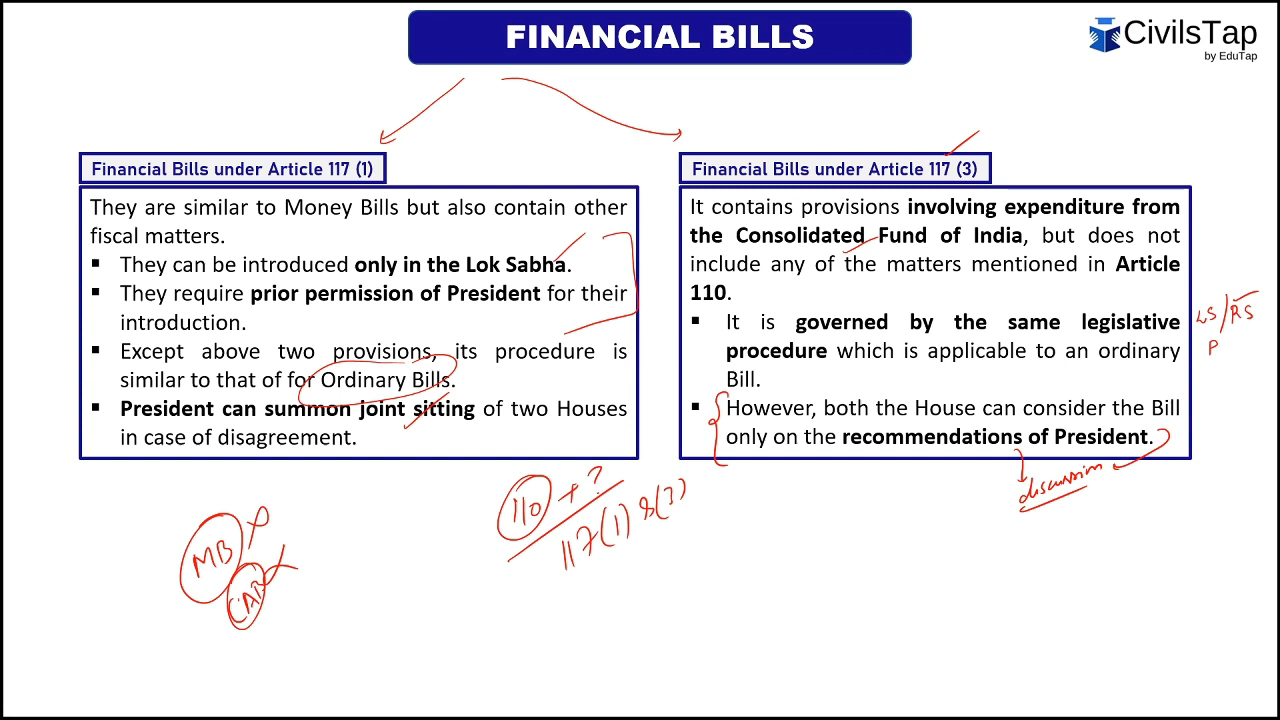 FINANCIAL BILLS
CivilsTap
by EduTap
Financial Bills under Article 117 (1)
They are similar to Money Bills but also contain other
fiscal matters.
▪ They can be introduced only in the Lok Sabha.
▪ They require prior permission of President for their
introduction.
▪ Except above two provisions, its procedure is
similar to that of for Ordinary Bills.
▪ President can summon joint sitting of two Houses
in case of disagreement.
Financial Bills under Article 117 (3)
It contains provisions involving expenditure from
the Consolidated Fund of India, but does not
include any of the matters mentioned in Article
110.
▪ It is governed by the same legislative
procedure which is applicable to an ordinary
Bill.
▪ However, both the House can consider the Bill
only on the recommendations of President.
LS/RS
P
discussion
110 + ?
117(1) & (3)
MB
CAB